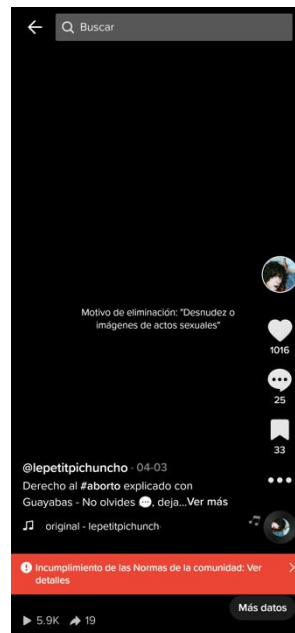 Buscar
Motivo de eliminación: "Desnudez o
imágenes de actos sexuales"
1016
25
33
@lepetitpichuncho · 04-03
Derecho al #aborto explicado con
Guayabas - No olvides 💬, deja...Ver más
original - lepetitpichunch
Incumplimiento de las Normas de la comunidad: Ver
detalles
Más datos
5.9K 19